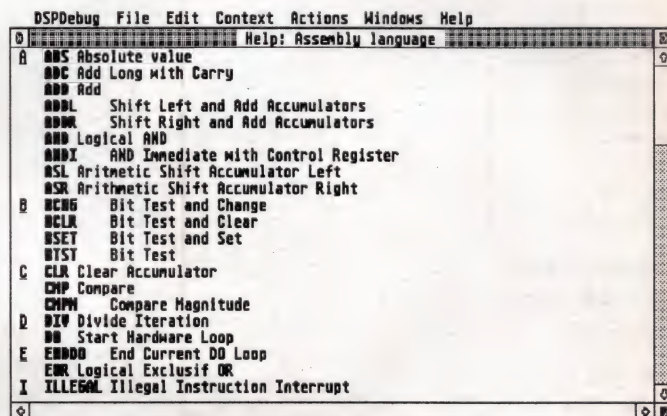 DSPDebug File Edit Context Actions Windows Help
Help: Assembly language
A ABS Absolute value
ADC Add Long with Carry
ADD Add
ADDL Shift Left and Add Accumulators
ADDR Shift Right and Add Accumulators
AND Logical AND
ANDI AND Immediate with Control Register
ASL Aritmetic Shift Accumulator Left
ASR Arithmetic Shift Accumulator Right
B BCHG Bit Test and Change
BCLR Bit Test and Clear
BSET Bit Test and Set
BTST Bit Test
C CLR Clear Accumulator
CMP Compare
CMPM Compare Magnitude
D DIV Divide Iteration
DO Start Hardware Loop
E ENDDO End Current DO Loop
EOR Logical Exclusif OR
I ILLEGAL Illegal Instruction Interrupt